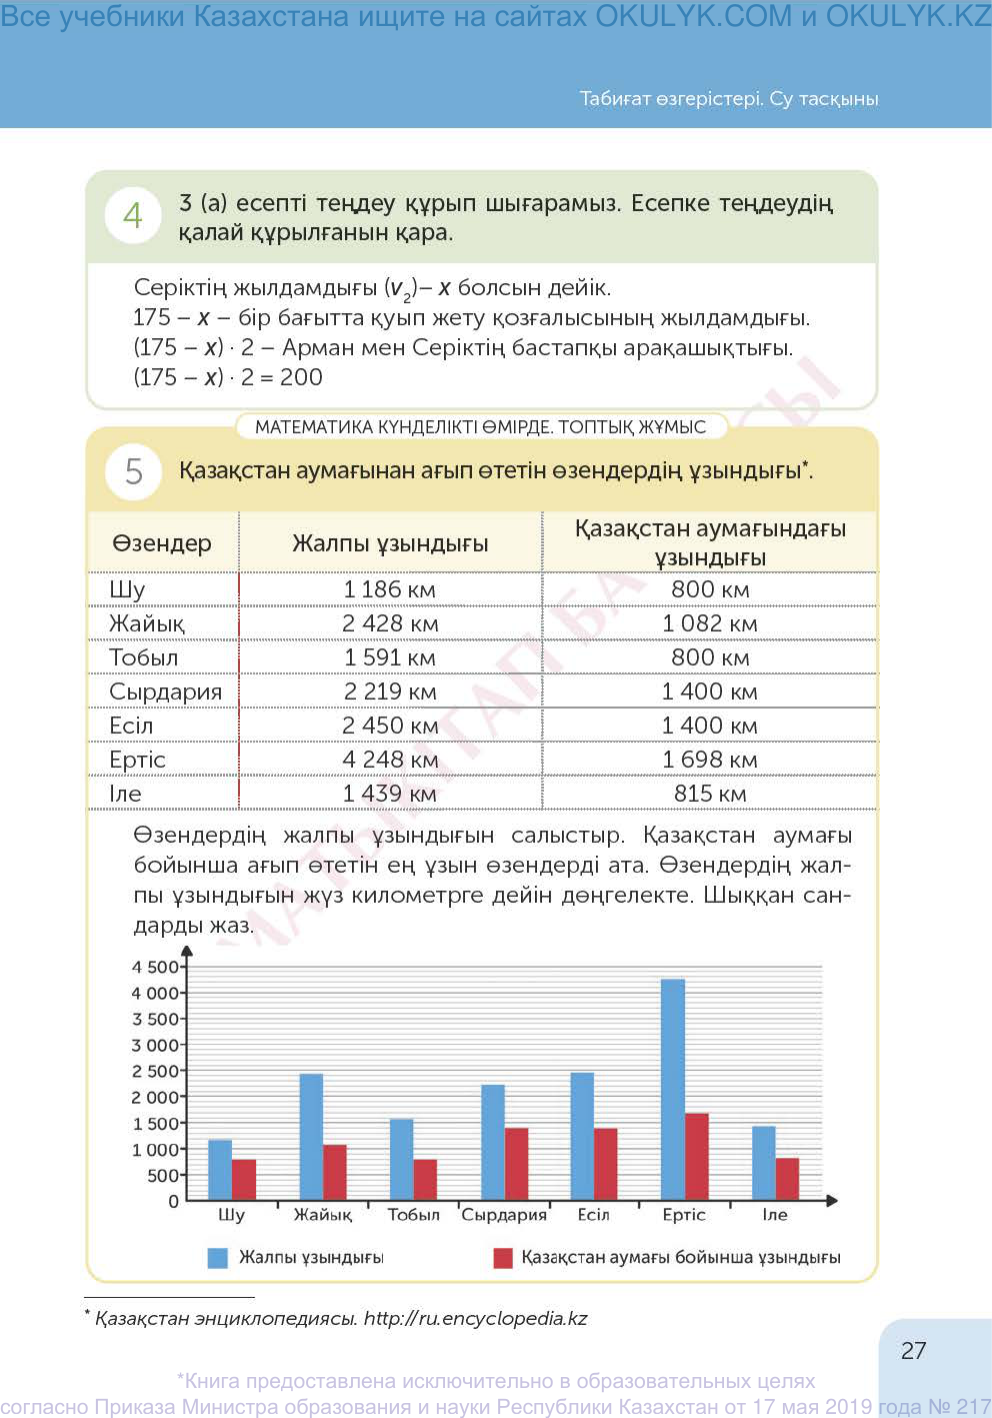 Все учебники Казахстана ищите на сайтах OKULYK.COM и OKULYK.KZ
Табиғат өзгерістері. Су тасқыны
4
3 (а) есепті теңдеу құрып шығарамыз. Есепке теңдеудің
қалай құрылғанын қара.
Серіктің жылдамдығы (v₂)– x болсын дейік.
175 – x – бір бағытта қуып жету қозғалысының жылдамдығы.
(175 – x) · 2 – Арман мен Серіктің бастапқы арақашықтығы.
(175 – x) · 2 = 200
МАТЕМАТИКА КҮНДЕЛІКТІ ӨМІРДЕ. ТОПТЫҚ ЖҰМЫС
5
Қазақстан аумағынан ағып өтетін өзендердің ұзындығы*.
Өзендер Жалпы ұзындығы Қазақстан аумағындағы
ұзындығы
Шу 1 186 км 800 км
Жайық 2 428 км 1 082 км
Тобыл 1 591 км 800 км
Сырдария 2 219 км 1 400 км
Есіл 2 450 км 1 400 км
Ертіс 4 248 км 1 698 км
Іле 1 439 км 815 км
Өзендердің жалпы ұзындығын салыстыр. Қазақстан аумағы
бойынша ағып өтетін ең ұзын өзендерді ата. Өзендердің жал-
пы ұзындығын жүз километрге дейін дөңгелекте. Шыққан сан-
дарды жаз.
4 500
4 000
3 500
3 000
2 500
2 000
1 500
1 000
500
0
Шу Жайық Тобыл Сырдария Есіл Ертіс Іле
Жалпы ұзындығы Қазақстан аумағы бойынша ұзындығы
* Қазақстан энциклопедиясы. http://ru.encyclopedia.kz
27
*Книга предоставлена исключительно в образовательных целях
согласно Приказа Министра образования и науки Республики Казахстан от 17 мая 2019 года № 217